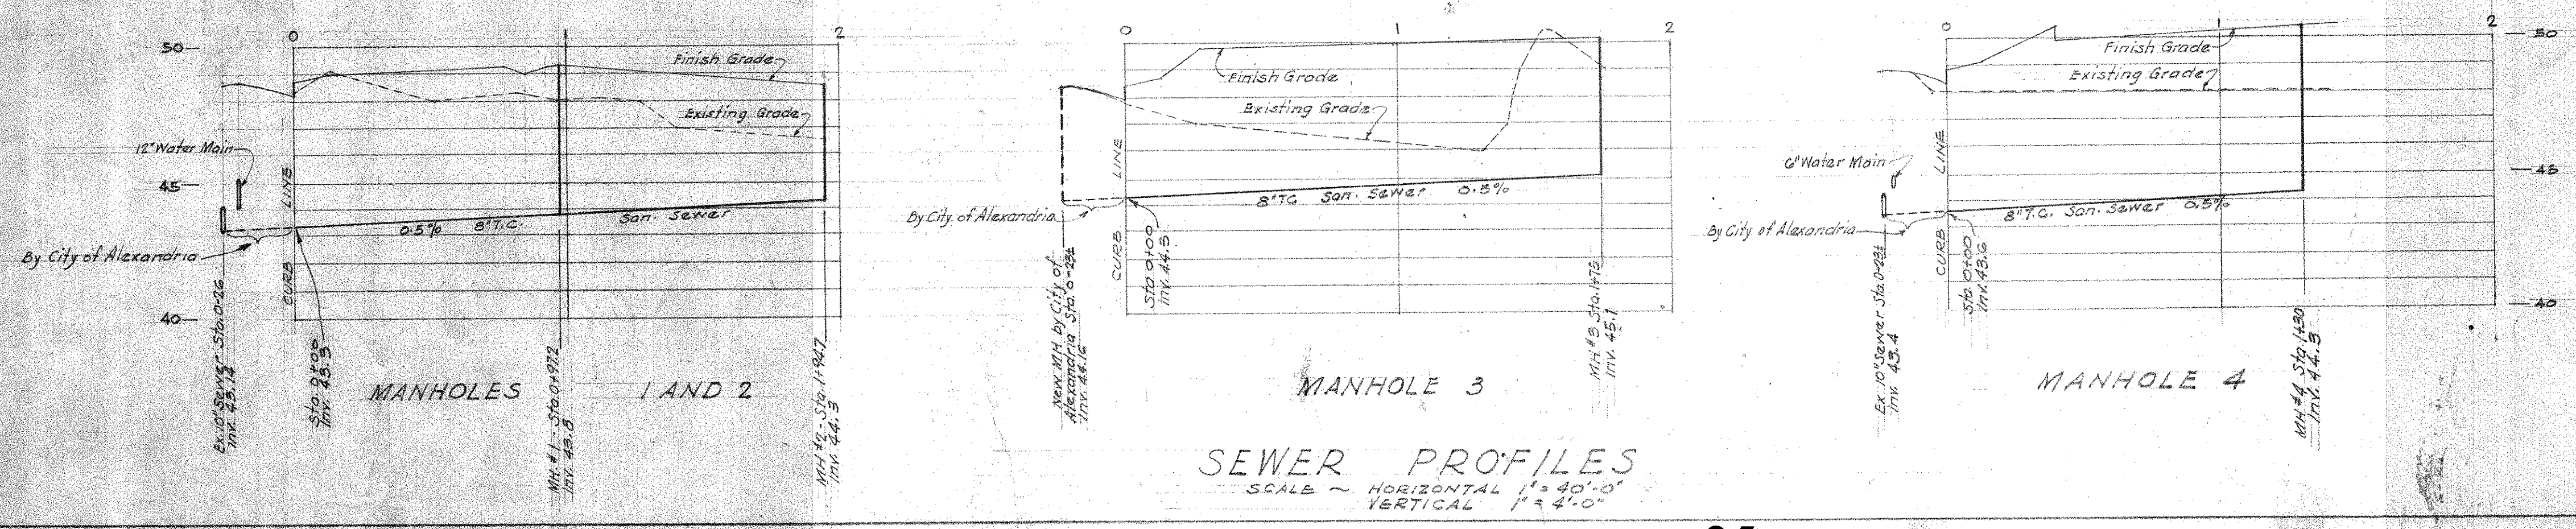 50
0
2
Finish Grade
Existing Grade
12" Water Main
45
0.5% 8" T.C. San. Sewer
By City of Alexandria
CURB LINE
40
Ex. 10" Sewer Sta. 0-26
Inv. 43.14
Sta. 0+00
Inv. 43.3
MH. #1 - Sta. 0+97.2
Inv. 43.8
MH #2 - Sta. 1+94.7
Inv. 44.3
MANHOLES 1 AND 2
0
1
2
Finish Grade
Existing Grade
8" T.C. San. Sewer 0.5%
By City of Alexandria
CURB LINE
New MH by City of
Alexandria Sta. 0-23±
Inv. 44.16
Sta. 0+00
Inv. 44.3
MH #3 Sta. 1+75
Inv. 45.1
MANHOLE 3
0
1
2
50
Finish Grade
Existing Grade
6" Water Main
45
8" T.C. San. Sewer 0.5%
By City of Alexandria
CURB LINE
40
Ex. 10" Sewer Sta. 0-23±
Inv. 43.4
Sta. 0+00
Inv. 43.6
MH #4 Sta. 1+30
Inv. 44.3
MANHOLE 4
SEWER PROFILES
SCALE ~ HORIZONTAL 1" = 40'-0"
VERTICAL 1" = 4'-0"